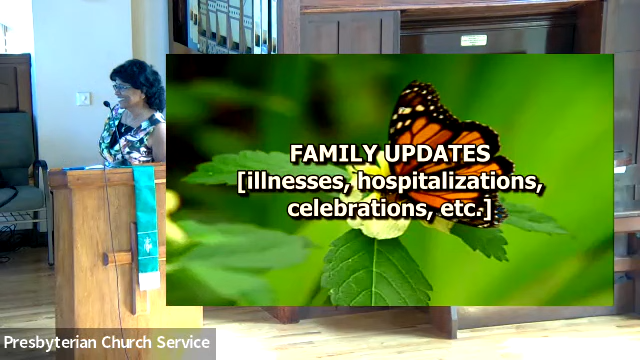 FAMILY UPDATES
[illnesses, hospitalizations,
celebrations, etc.]
Presbyterian Church Service